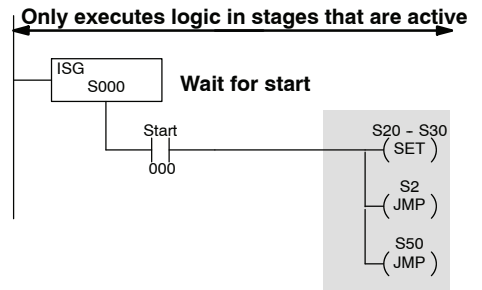 Only executes logic in stages that are active
ISG
S000
Wait for start
Start
000
S20 - S30
SET
S2
JMP
S50
JMP